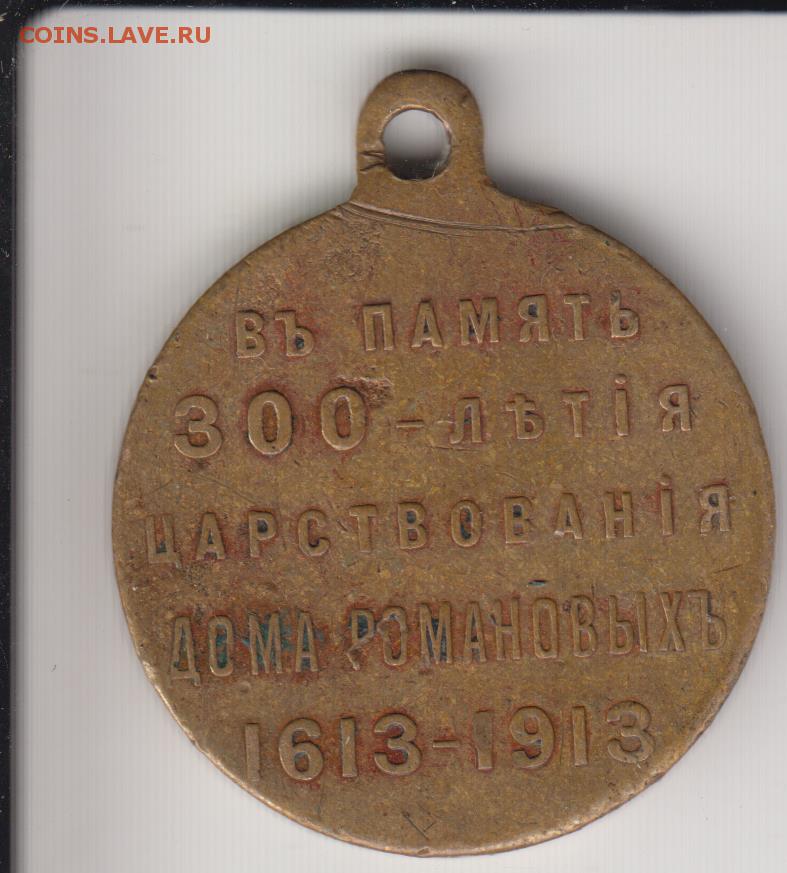 COINS.LAVE.RU
ВЪ ПАМЯТЬ
300-ЛѢТІЯ
ЦАРСТВОВАНІЯ
ДОМА РОМАНОВЫХЪ
1613-1913